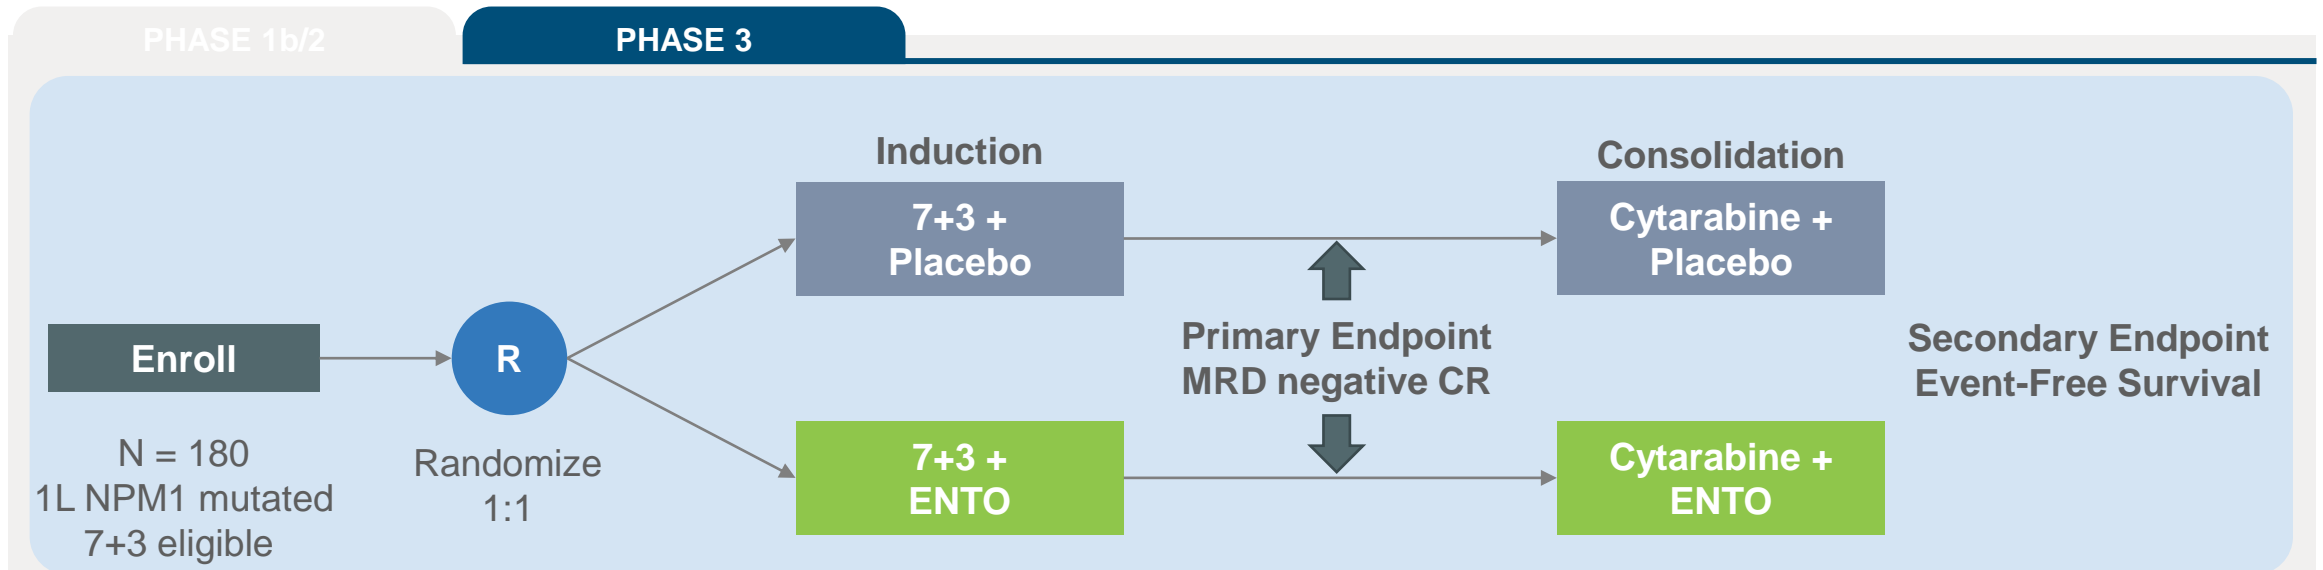 PHASE 1b/2
PHASE 3
Enroll
N = 180
1L NPM1 mutated
7+3 eligible
R
Randomize
1:1
Induction
7+3 +
Placebo
7+3 +
ENTO
Primary Endpoint
MRD negative CR
Consolidation
Cytarabine +
Placebo
Cytarabine +
ENTO
Secondary Endpoint
Event-Free Survival